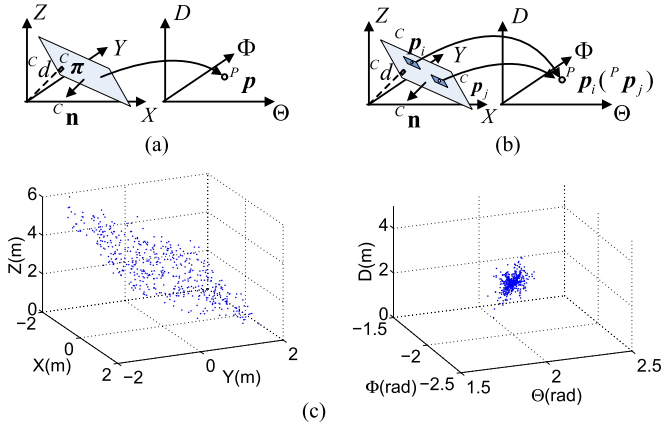 Z D
Y Φ
C d C π P p
C n X Θ
(a)
Z D
Y Φ
C p i P
C d C p i ( P p j )
p j
C n X Θ
(b)
6
4
2
0
Z(m)
−2
0
2
X(m)
−2
0
2
Y(m)
4
2
0
D(m)
−1.5
−2
−2.5
Φ(rad)
1.5
2
2.5
Θ(rad)
(c)